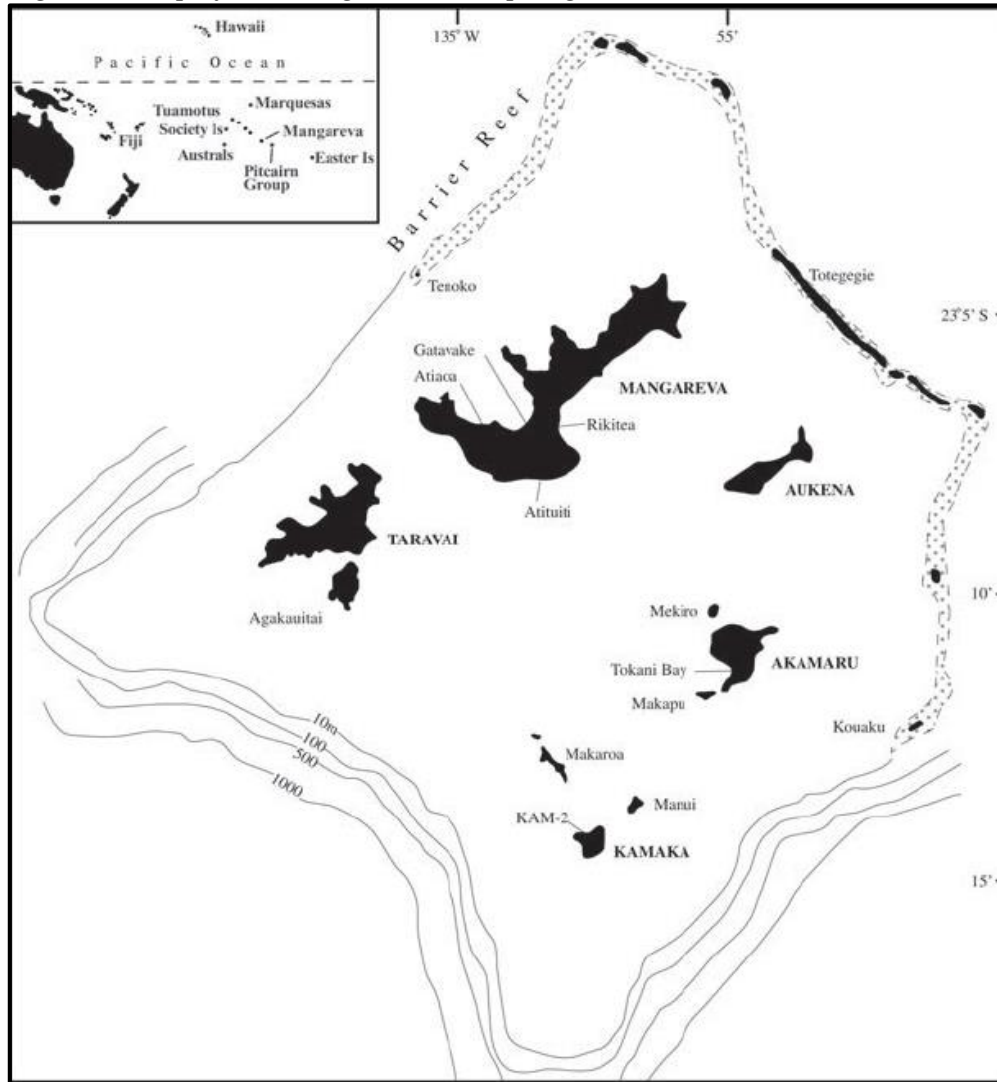 Hawaii
Pacific Ocean
Marquesas
Tuamotus
Society Is
Mangareva
Fiji
Australs
Easter Is
Pitcairn
Group
135° W
55'
Barrier Reef
Tenoko
Totegegie
23°5' S
Gatavake
Atiaoa
MANGAREVA
Rikitea
AUKENA
Atituiti
TARAVAI
10'
Agakauitai
Mekiro
AKAMARU
Tokani Bay
Makapu
Kouaku
10m
100
500
1000
Makaroa
Manui
KAM-2
KAMAKA
15'